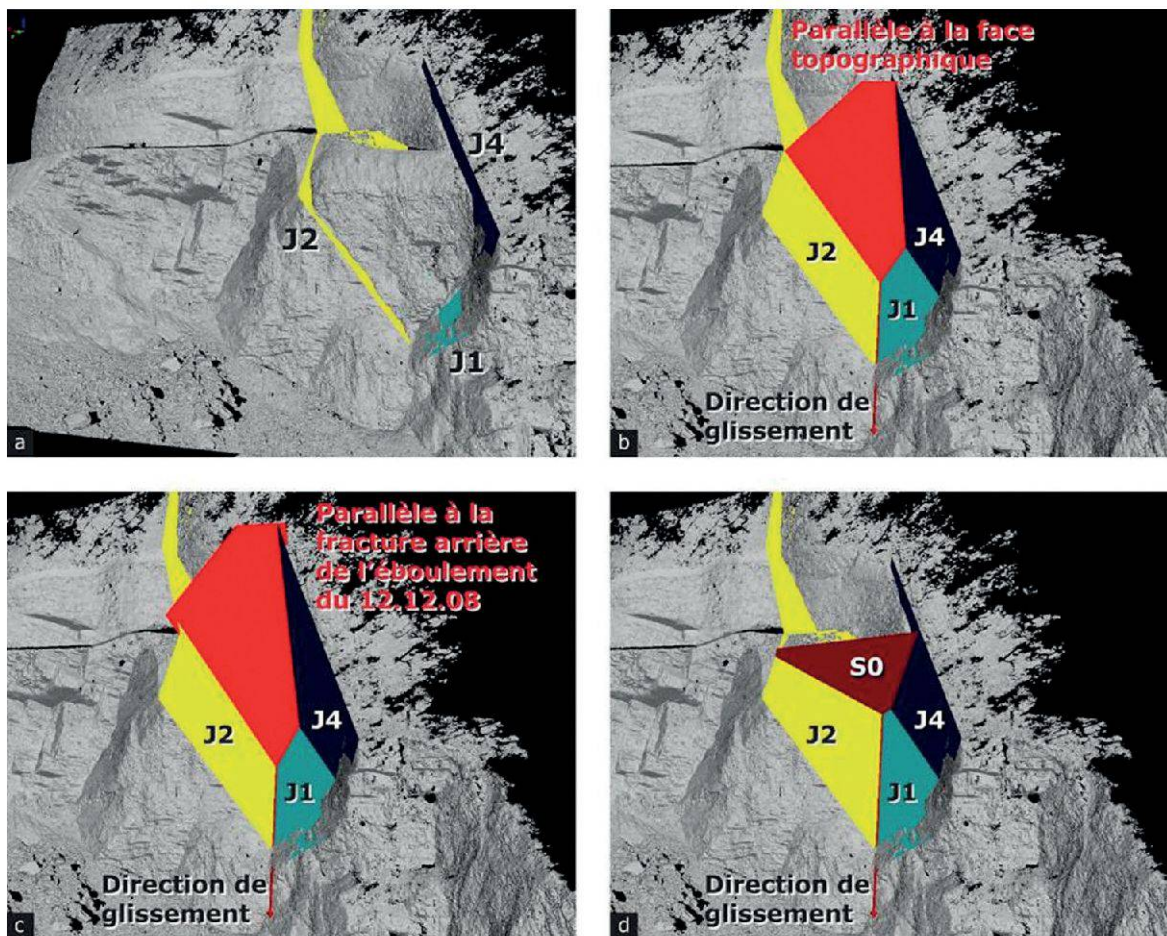 J4
J2
J1
a
Parallèle à la face
topographique
J4
J2
J1
Direction de
glissement
b
Parallèle à la
fracture arrière
de l'éboulement
du 12.12.08
J4
J2
J1
Direction de
glissement
c
S0
J4
J2
J1
Direction de
glissement
d